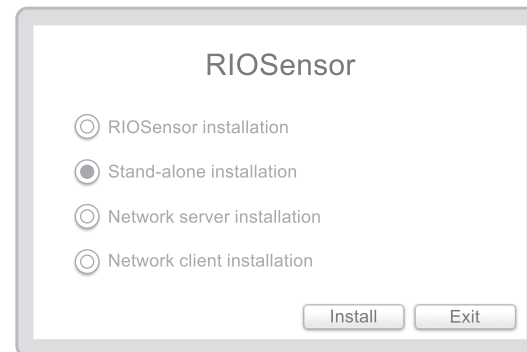 RIOSensor
RIOSensor installation
Stand-alone installation
Network server installation
Network client installation
Install
Exit